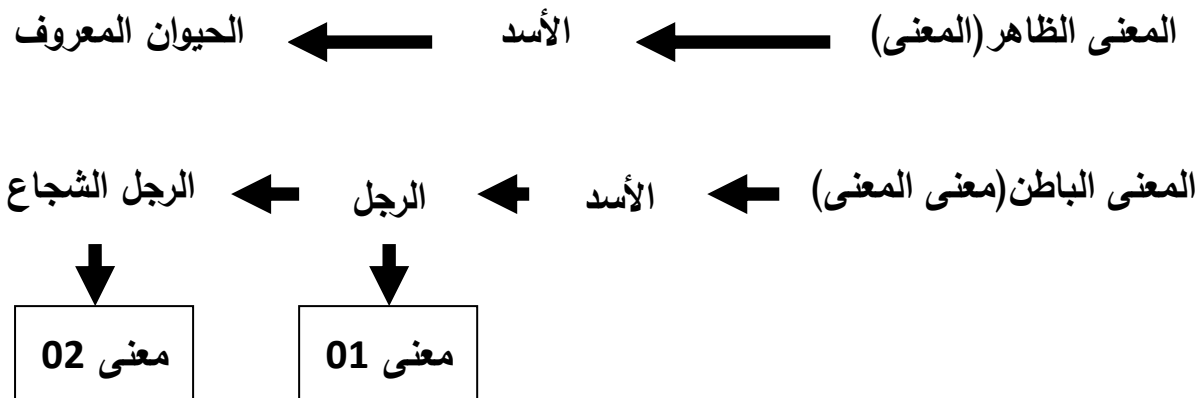 المعنى الظاهر(المعنى) الأسد الحيوان المعروف
المعنى الباطن(معنى المعنى) الأسد الرجل الرجل الشجاع
معنى 01 معنى 02